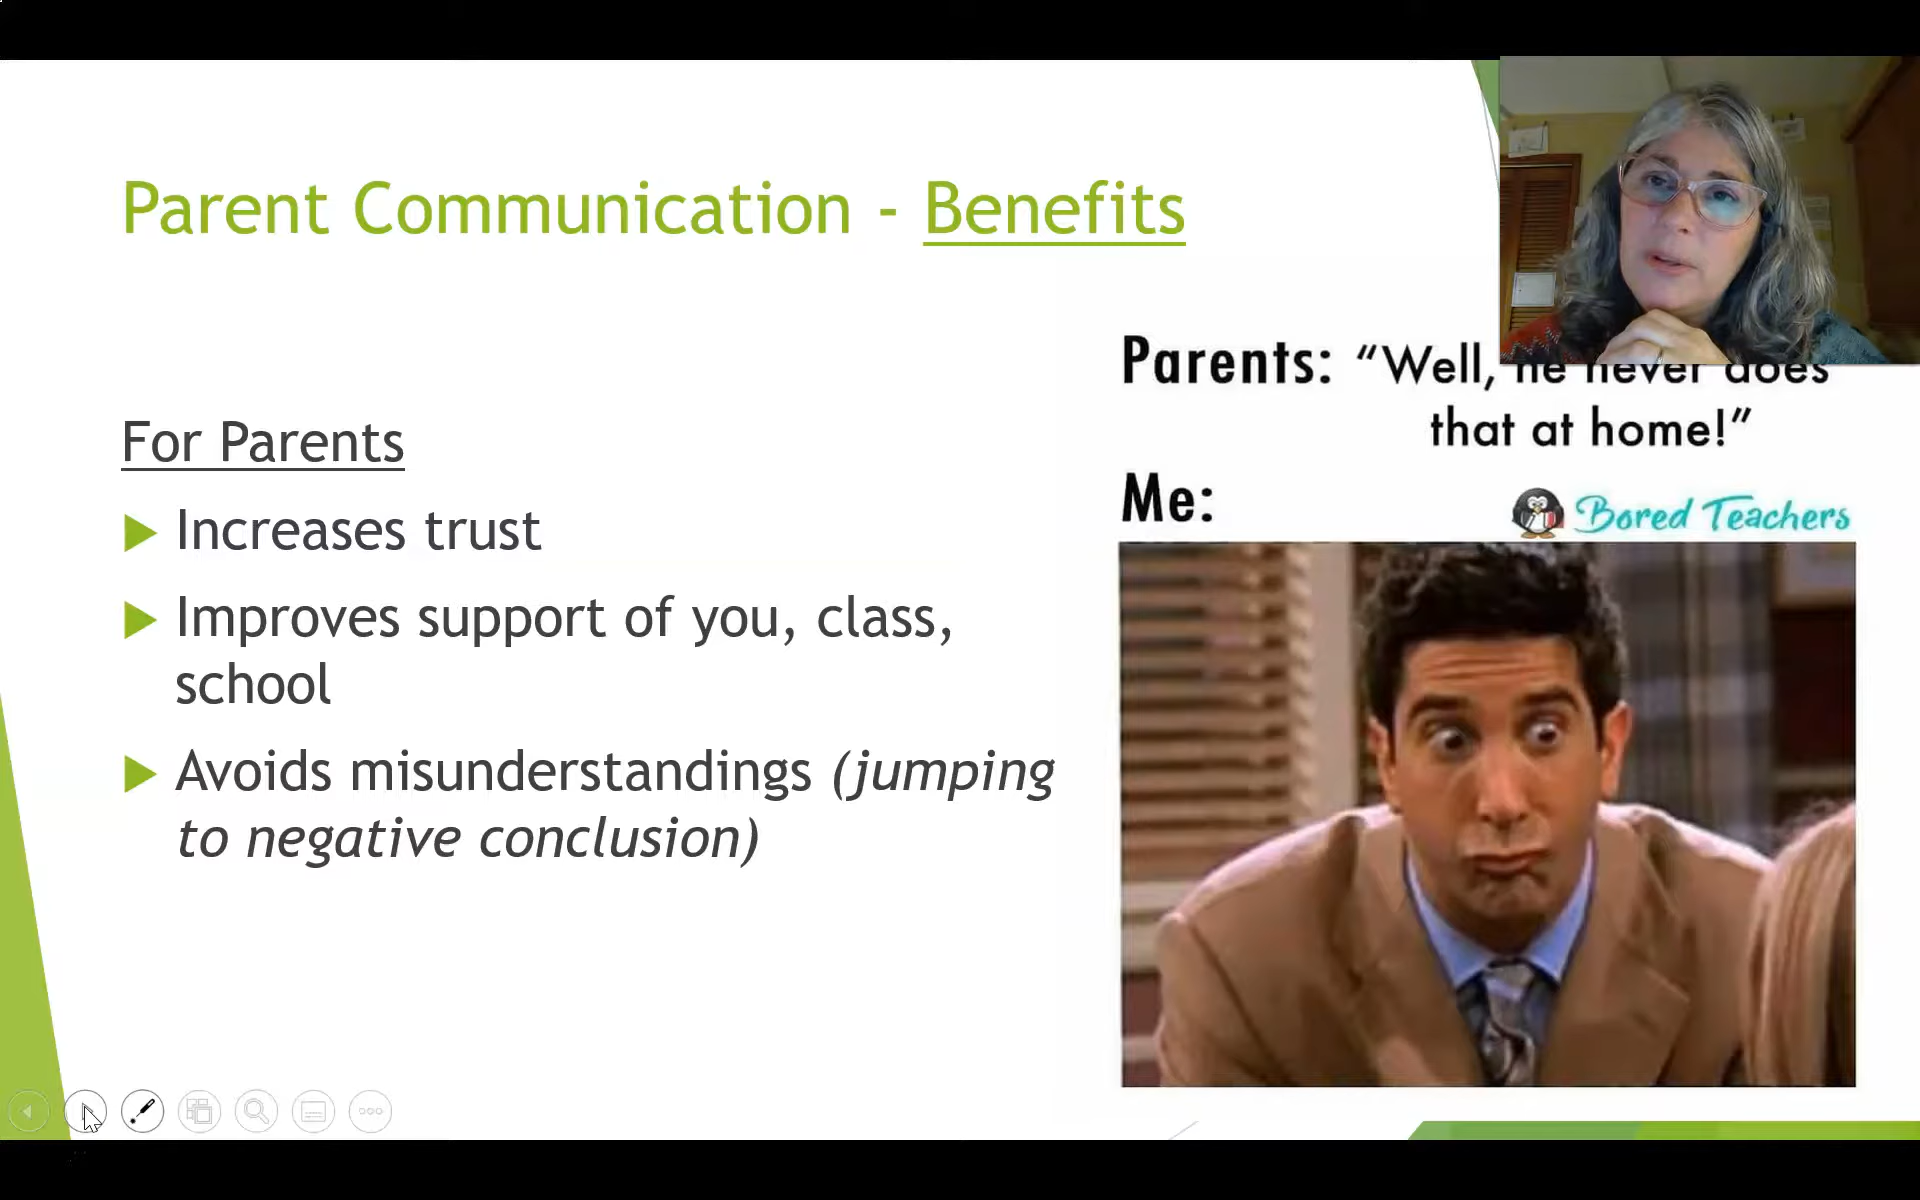 Parent Communication - Benefits
For Parents
Increases trust
Improves support of you, class,
school
Avoids misunderstandings (jumping
to negative conclusion)
Parents: “Well, he never does
that at home!”
Me:
Bored Teachers